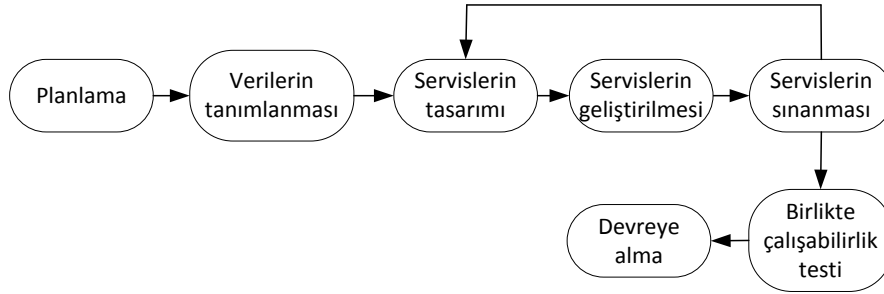 Planlama
Verilerin
tanımlanması
Servislerin
tasarımı
Servislerin
geliştirilmesi
Servislerin
sınanması
Birlikte
çalışabilirlik
testi
Devreye
alma